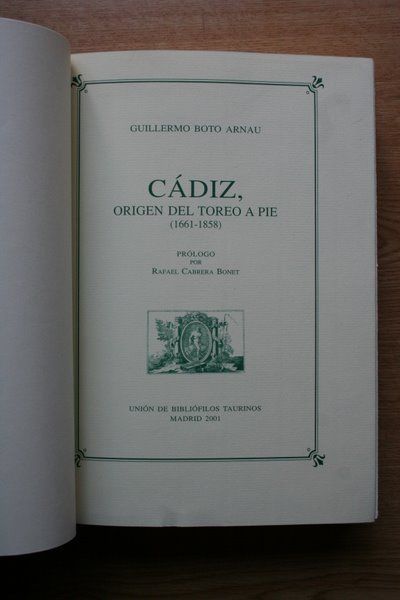 GUILLERMO BOTO ARNAU
CÁDIZ,
ORIGEN DEL TOREO A PIE
(1661-1858)
PRÓLOGO
POR
RAFAEL CABRERA BONET
UNIÓN DE BIBLIÓFILOS TAURINOS
MADRID 2001